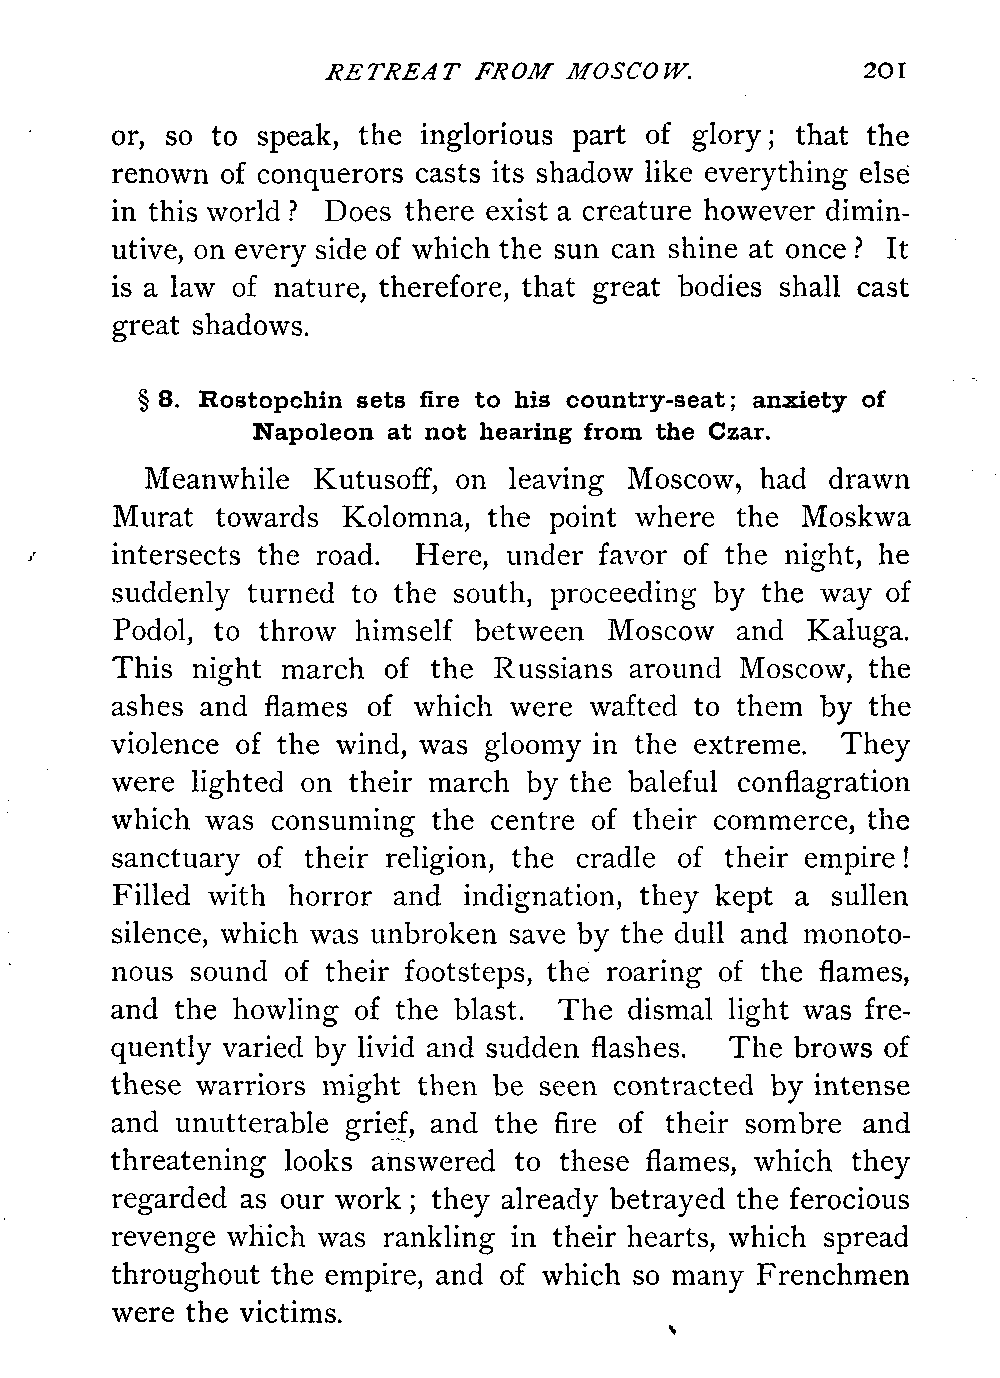 RETREAT FROM MOSCOW. 201
or, so to speak, the inglorious part of glory; that the
renown of conquerors casts its shadow like everything else
in this world? Does there exist a creature however dimin-
utive, on every side of which the sun can shine at once? It
is a law of nature, therefore, that great bodies shall cast
great shadows.
§ 8. Rostopchin sets fire to his country-seat; anxiety of
Napoleon at not hearing from the Czar.
Meanwhile Kutusoff, on leaving Moscow, had drawn
Murat towards Kolomna, the point where the Moskwa
intersects the road. Here, under favor of the night, he
suddenly turned to the south, proceeding by the way of
Podol, to throw himself between Moscow and Kaluga.
This night march of the Russians around Moscow, the
ashes and flames of which were wafted to them by the
violence of the wind, was gloomy in the extreme. They
were lighted on their march by the baleful conflagration
which was consuming the centre of their commerce, the
sanctuary of their religion, the cradle of their empire!
Filled with horror and indignation, they kept a sullen
silence, which was unbroken save by the dull and monoto-
nous sound of their footsteps, the roaring of the flames,
and the howling of the blast. The dismal light was fre-
quently varied by livid and sudden flashes. The brows of
these warriors might then be seen contracted by intense
and unutterable grief, and the fire of their sombre and
threatening looks answered to these flames, which they
regarded as our work; they already betrayed the ferocious
revenge which was rankling in their hearts, which spread
throughout the empire, and of which so many Frenchmen
were the victims.